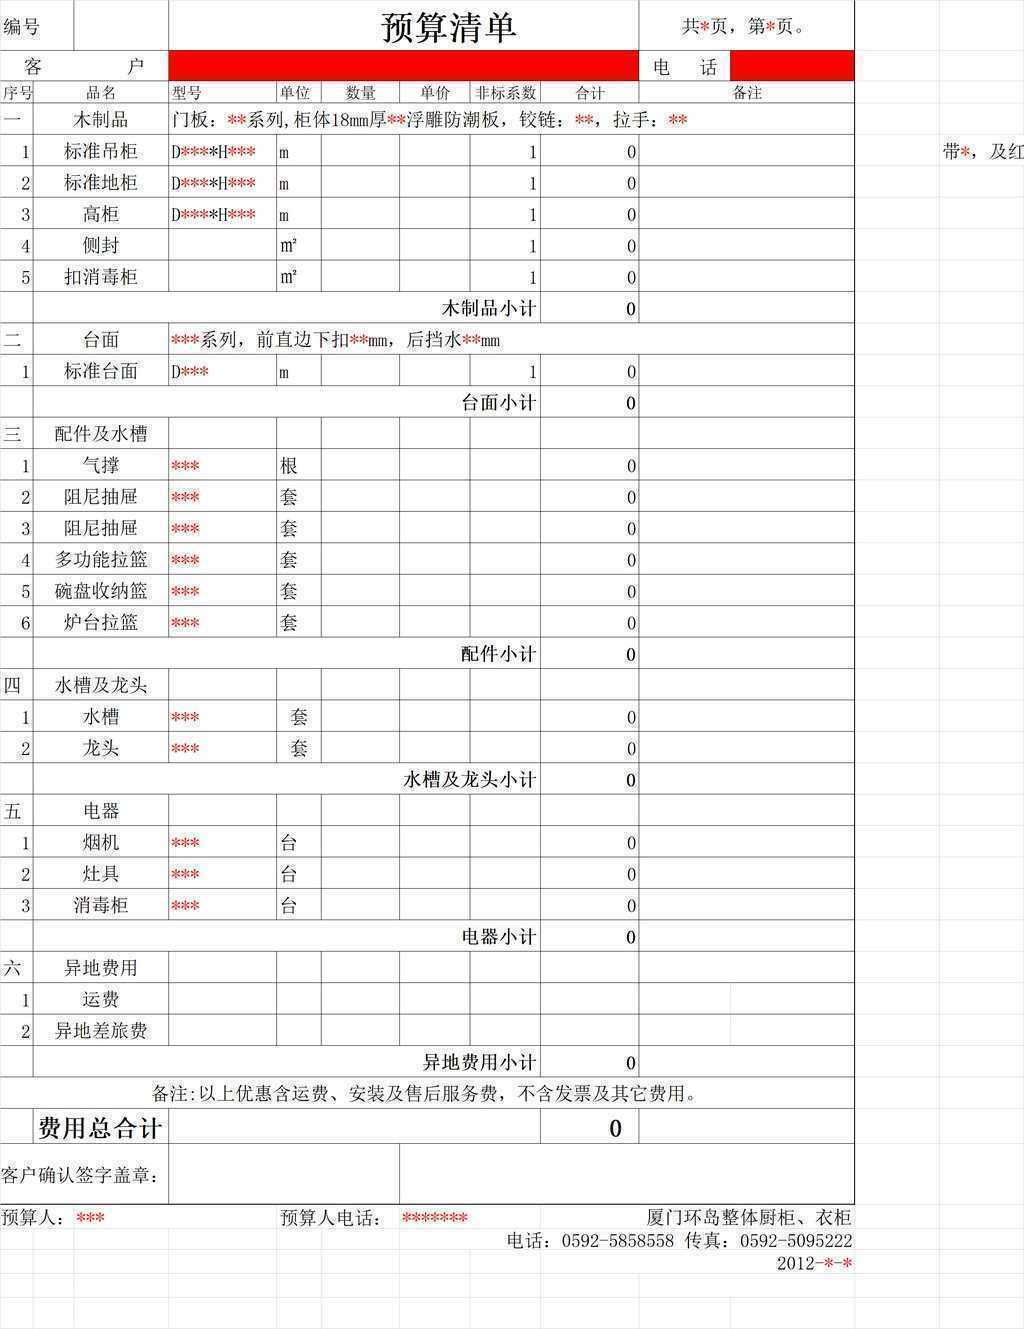 编号 预算清单 共*页，第*页。
客 户 电 话
序号 品名 型号 单位 数量 单价 非标系数 合计 备注
一 木制品 门板：**系列,柜体18mm厚**浮雕防潮板，铰链：**，拉手：**
1 标准吊柜 D****H*** m 1 0 带*，及红
2 标准地柜 D****H*** m 1 0
3 高柜 D****H*** m 1 0
4 侧封 m² 1 0
5 扣消毒柜 m² 1 0
木制品小计 0
二 台面 ***系列，前直边下扣**mm，后挡水**mm
1 标准台面 D*** m 1 0
台面小计 0
三 配件及水槽
1 气撑 *** 根 0
2 阻尼抽屉 *** 套 0
3 阻尼抽屉 *** 套 0
4 多功能拉篮 *** 套 0
5 碗盘收纳篮 *** 套 0
6 炉台拉篮 *** 套 0
配件小计 0
四 水槽及龙头
1 水槽 *** 套 0
2 龙头 *** 套 0
水槽及龙头小计 0
五 电器
1 烟机 *** 台 0
2 灶具 *** 台 0
3 消毒柜 *** 台 0
电器小计 0
六 异地费用
1 运费
2 异地差旅费
异地费用小计 0
备注:以上优惠含运费、安装及售后服务费，不含发票及其它费用。
费用总合计 0
客户确认签字盖章：
预算人：*** 预算人电话： ******* 厦门环岛整体厨柜、衣柜
电话：0592-5858558 传真：0592-5095222
2012-*-*